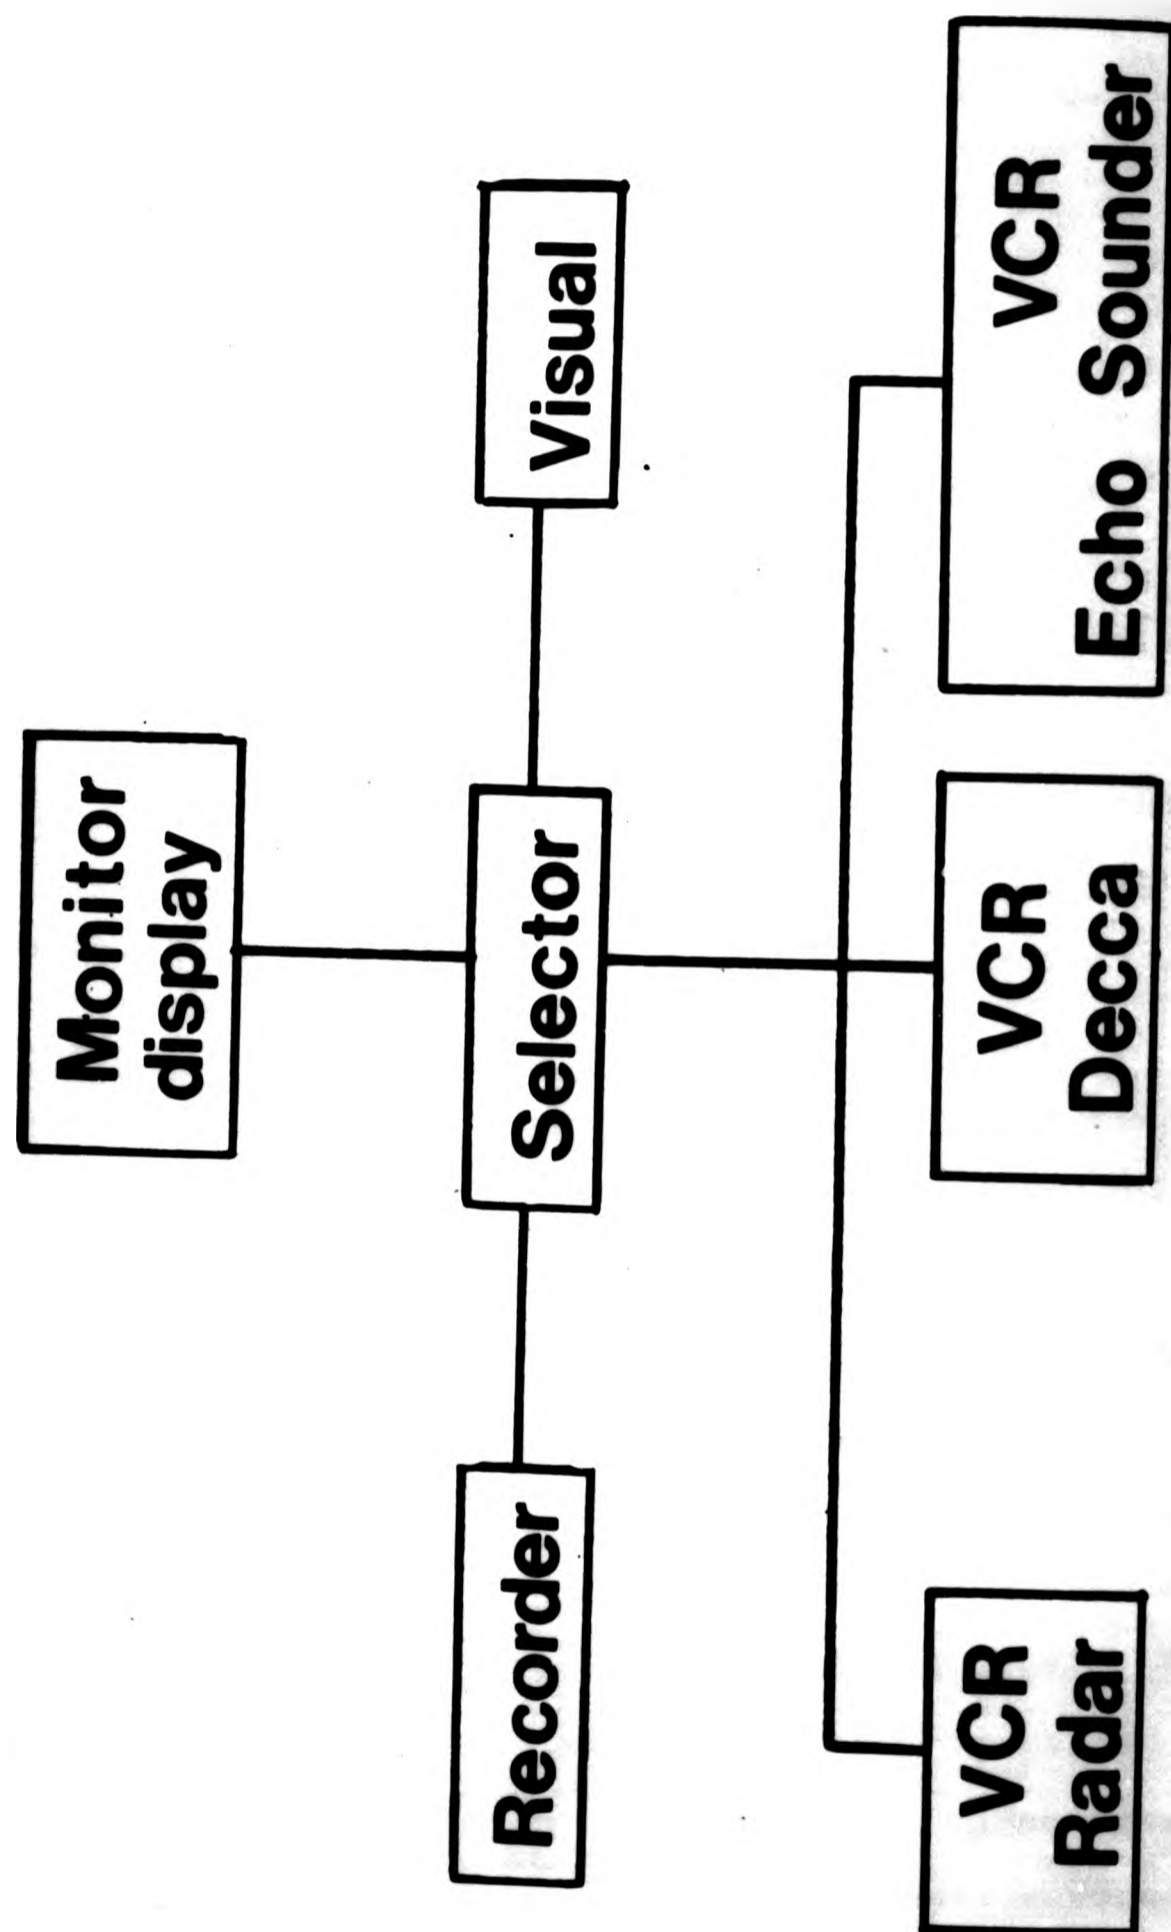 Monitor
display
Recorder
Selector
Visual
VCR
Radar
VCR
Decca
VCR
Echo Sounder